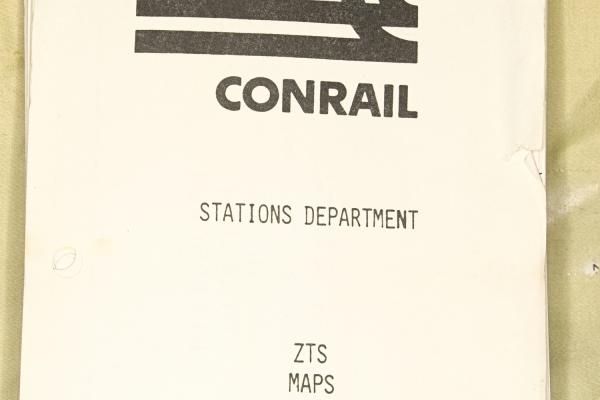 CONRAIL
STATIONS DEPARTMENT
ZTS
MAPS